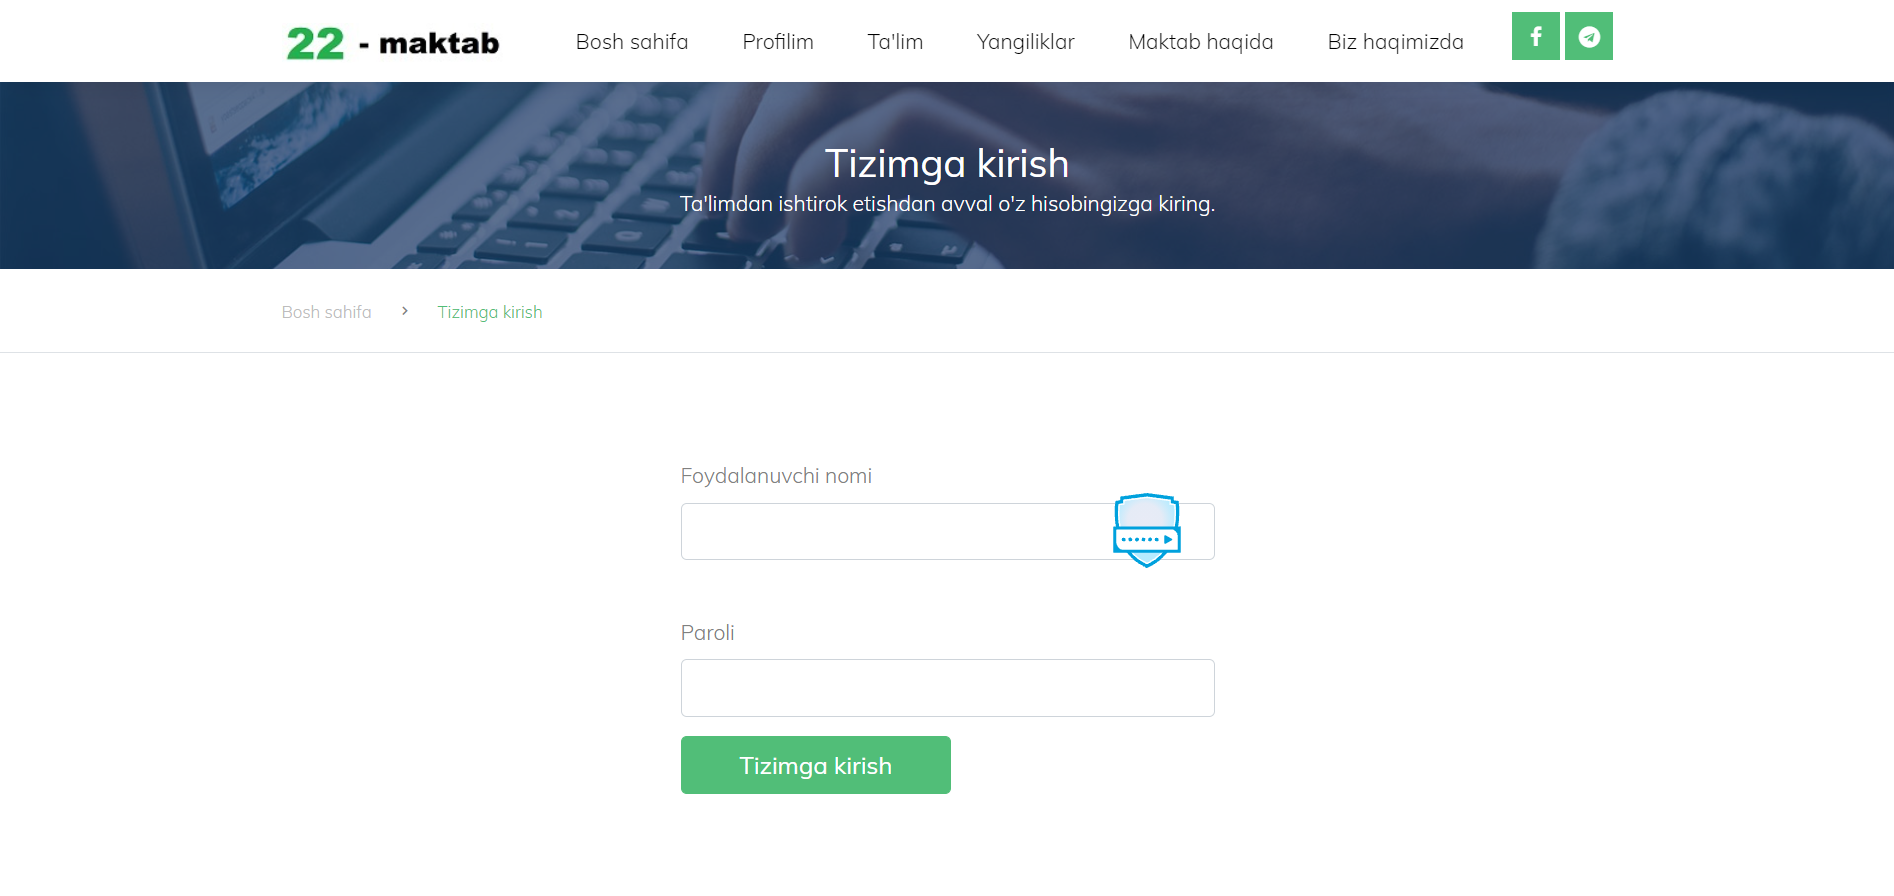 22 - maktab
Bosh sahifa
Profilim
Ta'lim
Yangiliklar
Maktab haqida
Biz haqimizda
Tizimga kirish
Ta'limdan ishtirok etishdan avval o'z hisobingizga kiring.
Bosh sahifa > Tizimga kirish
Foydalanuvchi nomi
Paroli
Tizimga kirish